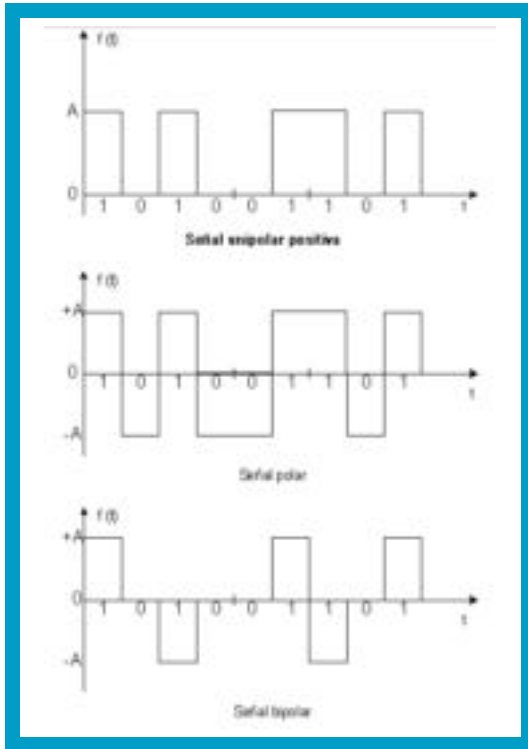 f (t)
A
0
1 0 1 0 0 1 1 0 1 t
Señal unipolar positiva
f (t)
+A
0
1 0 1 0 0 1 1 0 1
t
-A
Señal polar
f (t)
+A
0
1 0 1 0 0 1 1 0 1
t
-A
Señal bipolar